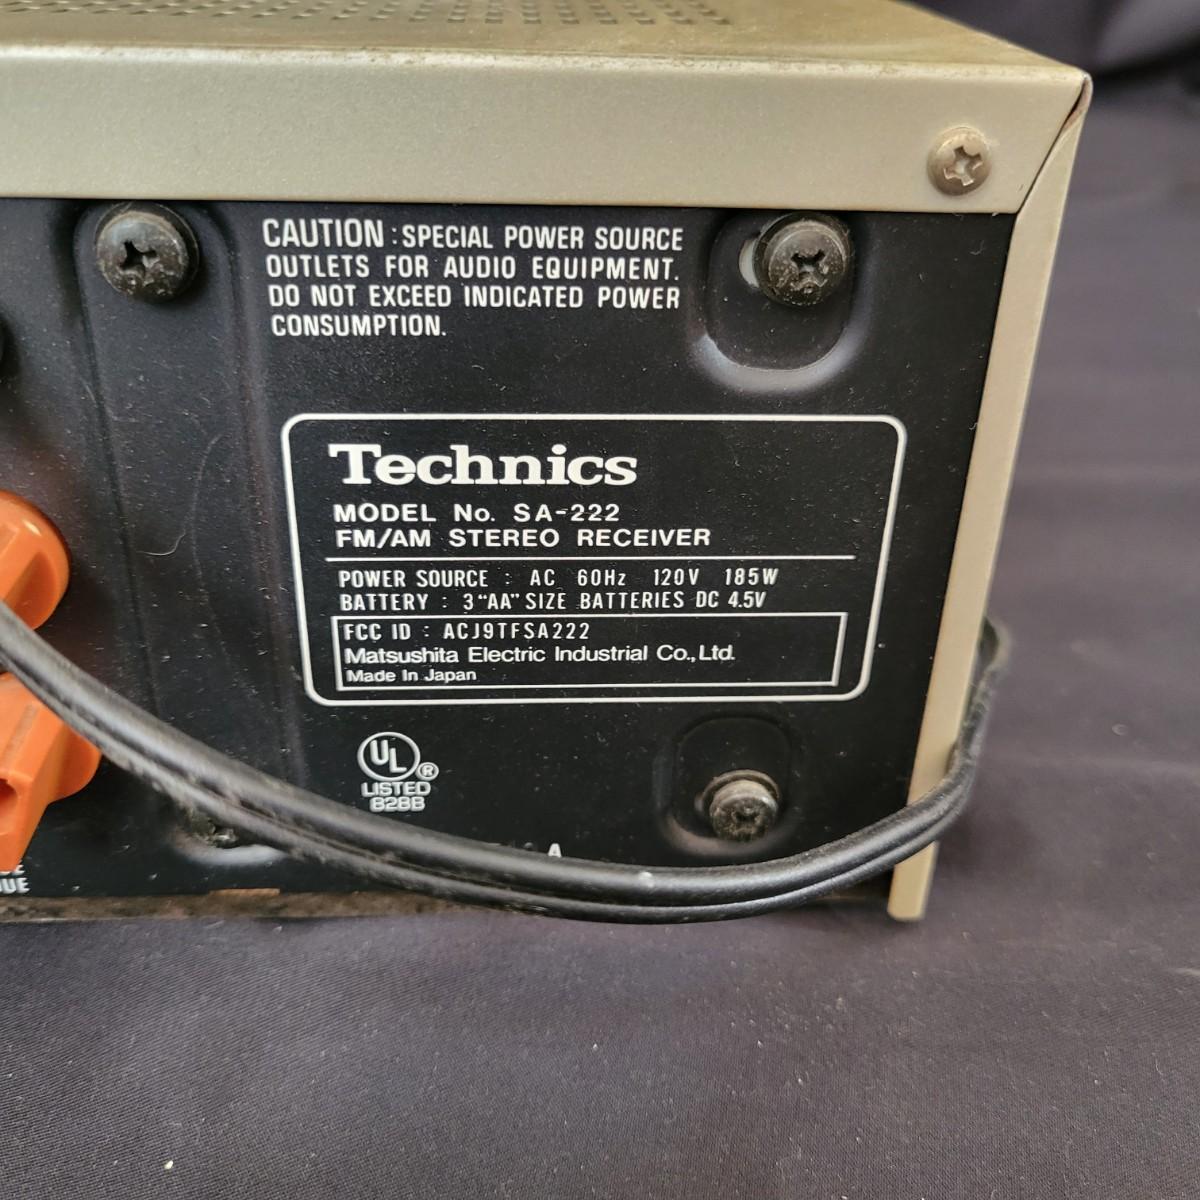 CAUTION : SPECIAL POWER SOURCE
OUTLETS FOR AUDIO EQUIPMENT.
DO NOT EXCEED INDICATED POWER
CONSUMPTION.
Technics
MODEL No. SA-222
FM/AM STEREO RECEIVER
POWER SOURCE : AC 60Hz 120V 185W
BATTERY : 3 "AA" SIZE BATTERIES DC 4.5V
FCC ID : ACJ9TFSA222
Matsushita Electric Industrial Co., Ltd.
Made In Japan
UL ®
LISTED
828B
A